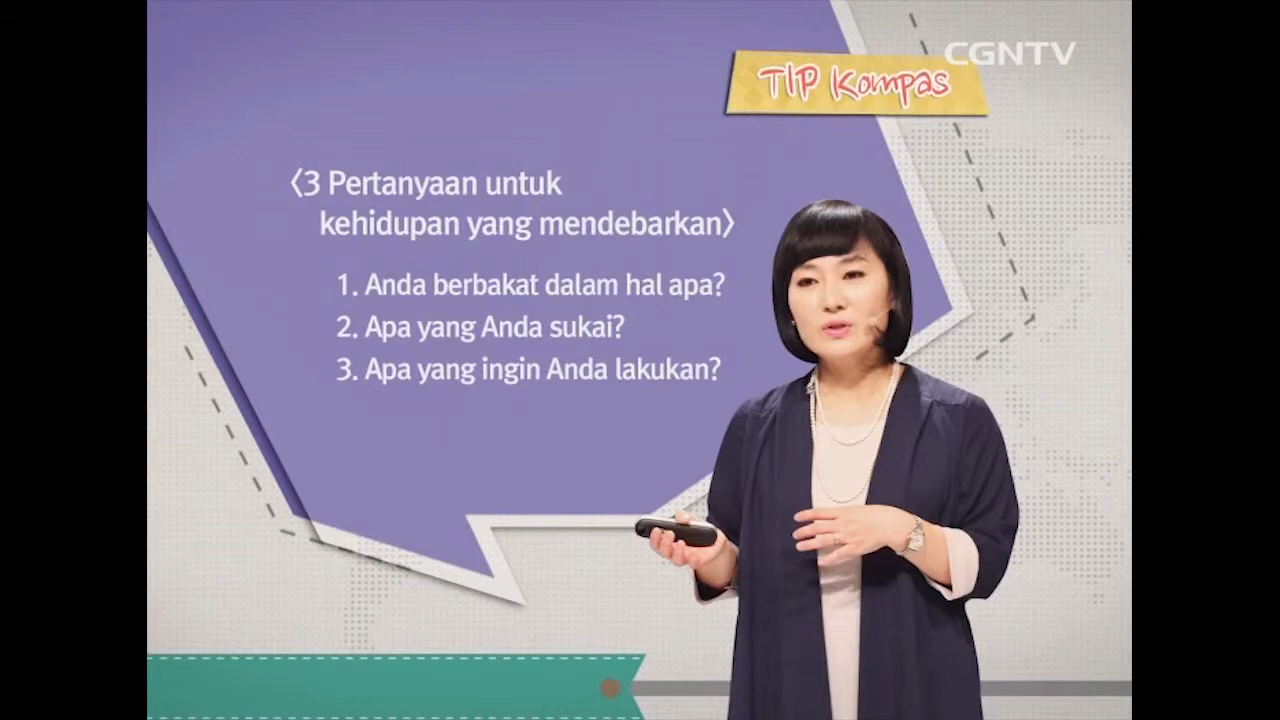 CGNTV
TIP Kompas
〈3 Pertanyaan untuk
kehidupan yang mendebarkan〉
1. Anda berbakat dalam hal apa?
2. Apa yang Anda sukai?
3. Apa yang ingin Anda lakukan?